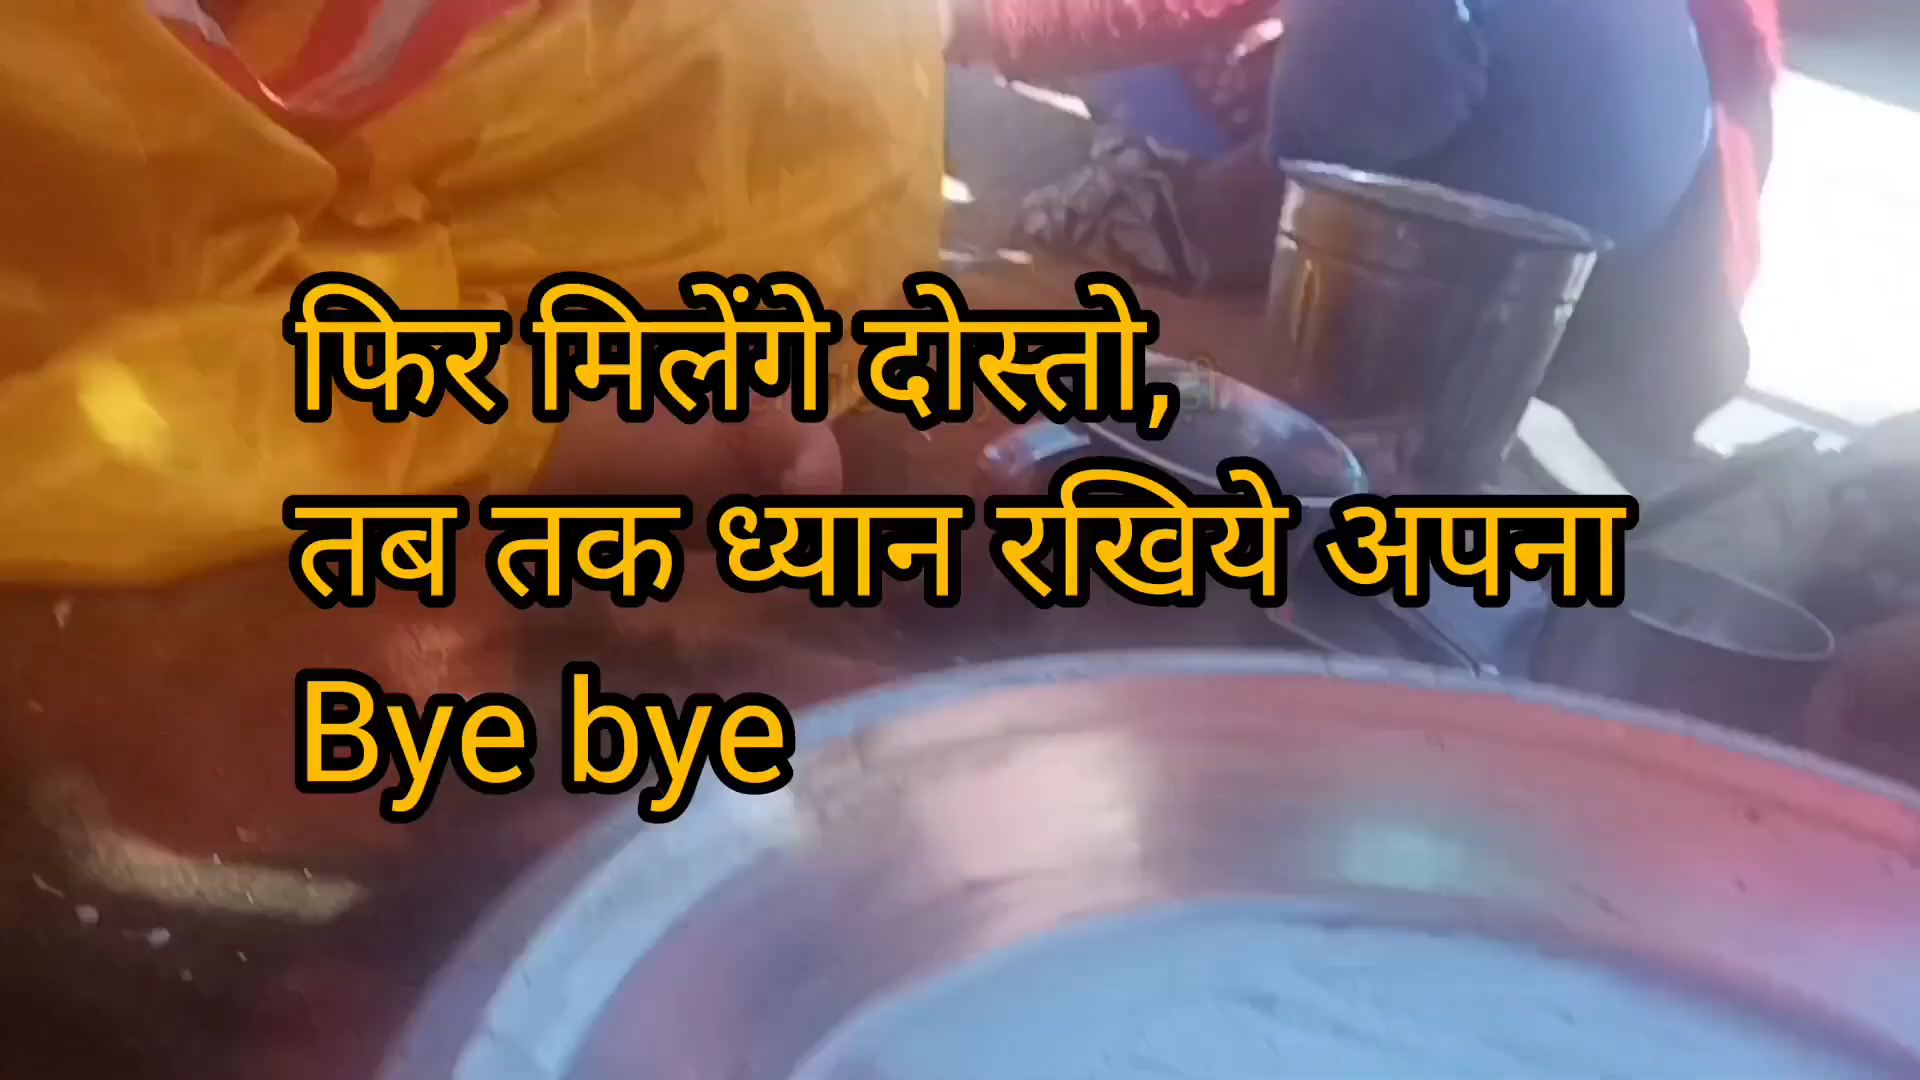 फिर मिलेंगे दोस्तो,
तब तक ध्यान रखिये अपना
Bye bye